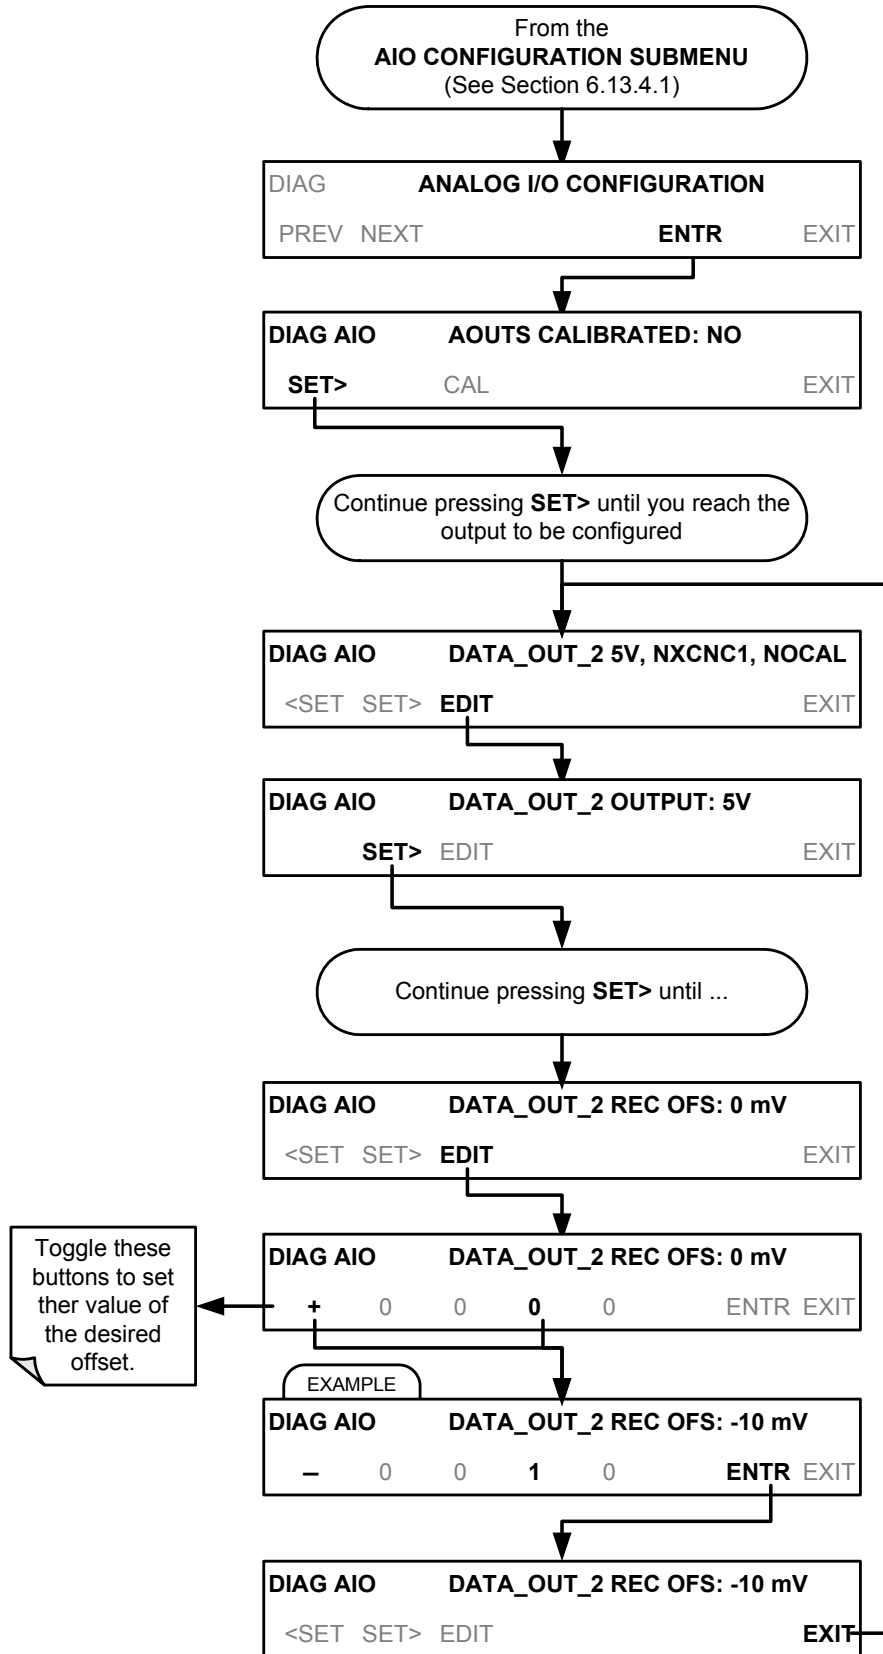 From the
AIO CONFIGURATION SUBMENU
(See Section 6.13.4.1)
DIAG ANALOG I/O CONFIGURATION
PREV NEXT ENTR EXIT
DIAG AIO AOUTS CALIBRATED: NO
SET> CAL EXIT
Continue pressing SET> until you reach the
output to be configured
DIAG AIO DATA_OUT_2 5V, NXCNC1, NOCAL
<SET SET> EDIT EXIT
DIAG AIO DATA_OUT_2 OUTPUT: 5V
SET> EDIT EXIT
Continue pressing SET> until ...
DIAG AIO DATA_OUT_2 REC OFS: 0 mV
<SET SET> EDIT EXIT
Toggle these
buttons to set
ther value of
the desired
offset.
DIAG AIO DATA_OUT_2 REC OFS: 0 mV
+ 0 0 0 0 ENTR EXIT
EXAMPLE
DIAG AIO DATA_OUT_2 REC OFS: -10 mV
– 0 0 1 0 ENTR EXIT
DIAG AIO DATA_OUT_2 REC OFS: -10 mV
<SET SET> EDIT EXIT